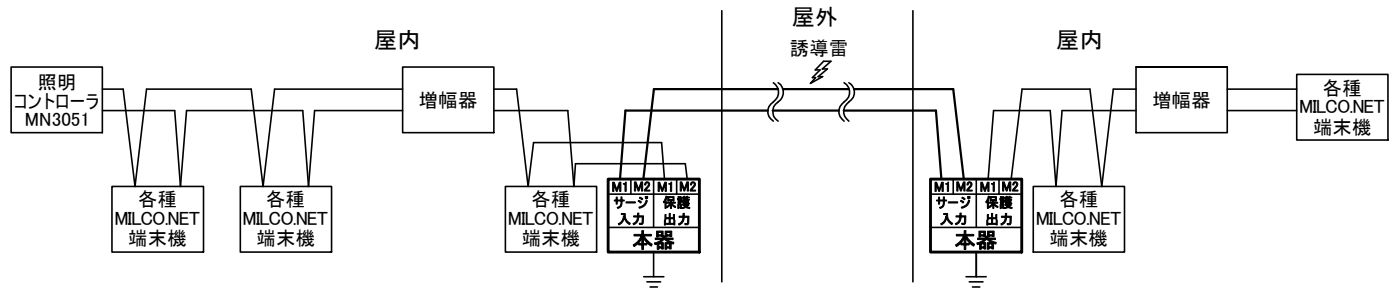 屋内
屋外
誘導雷
屋内
照明
コントローラ
MN3051
増幅器
増幅器
各種
MILCO.NET
端末機
各種
MILCO.NET
端末機
各種
MILCO.NET
端末機
各種
MILCO.NET
端末機
M1 M2 M1 M2
サージ 保護
入力 出力
本器
M1 M2 M1 M2
サージ 保護
入力 出力
本器
各種
MILCO.NET
端末機